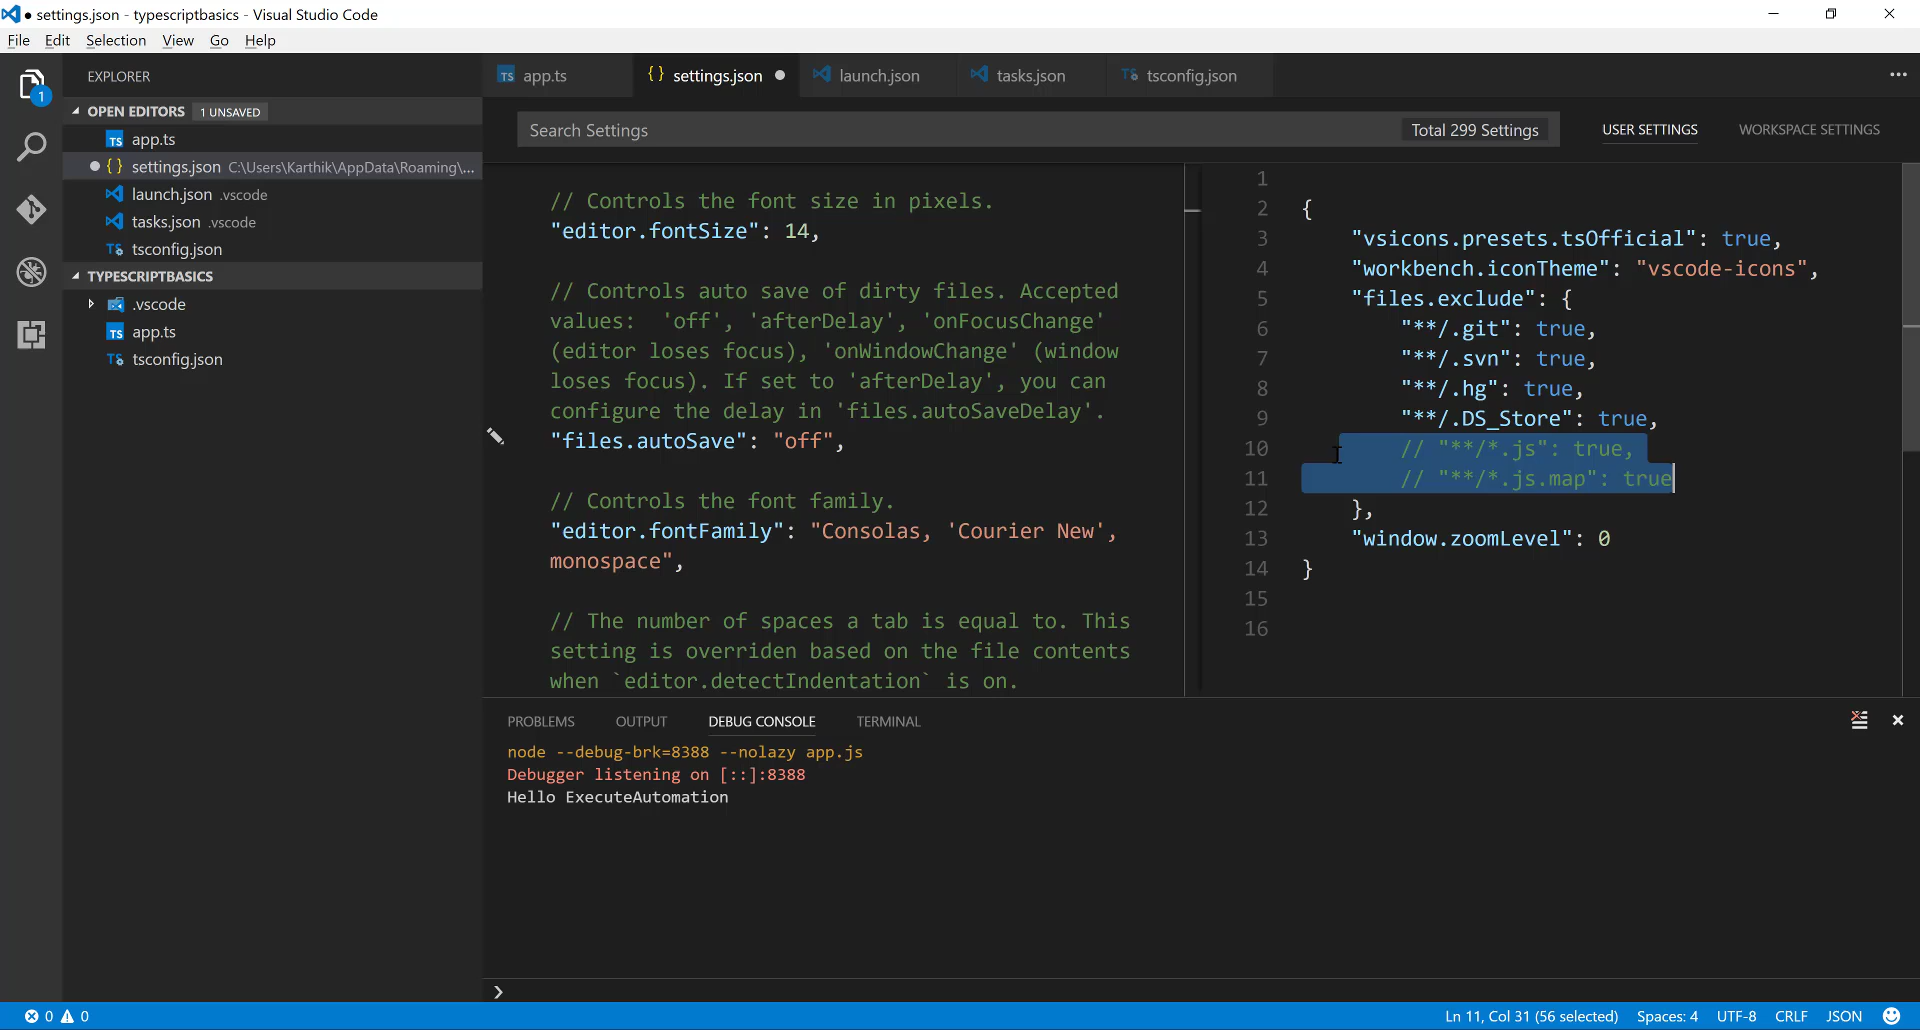 settings.json - typescriptbasics - Visual Studio Code
File Edit Selection View Go Help
EXPLORER
1
OPEN EDITORS 1 UNSAVED
TS app.ts
{} settings.json C:\Users\Karthik\AppData\Roaming\...
launch.json .vscode
tasks.json .vscode
TS tsconfig.json
TYPESCRIPTBASICS
.vscode
TS app.ts
TS tsconfig.json
TS app.ts {} settings.json launch.json tasks.json TS tsconfig.json ...
Search Settings Total 299 Settings USER SETTINGS WORKSPACE SETTINGS
// Controls the font size in pixels.
"editor.fontSize": 14,
// Controls auto save of dirty files. Accepted
values:  'off', 'afterDelay', 'onFocusChange'
(editor loses focus), 'onWindowChange' (window
loses focus). If set to 'afterDelay', you can
configure the delay in 'files.autoSaveDelay'.
"files.autoSave": "off",
// Controls the font family.
"editor.fontFamily": "Consolas, 'Courier New',
monospace",
// The number of spaces a tab is equal to. This
setting is overriden based on the file contents
when `editor.detectIndentation` is on.
1
2 {
3 "vsicons.presets.tsOfficial": true,
4 "workbench.iconTheme": "vscode-icons",
5 "files.exclude": {
6 "**/.git": true,
7 "**/.svn": true,
8 "**/.hg": true,
9 "**/.DS_Store": true,
10 // "**/*.js": true,
11 // "**/*.js.map": true
12 },
13 "window.zoomLevel": 0
14 }
15
16
PROBLEMS OUTPUT DEBUG CONSOLE TERMINAL
node --debug-brk=8388 --nolazy app.js
Debugger listening on [::]:8388
Hello ExecuteAutomation
0 0 Ln 11, Col 31 (56 selected) Spaces: 4 UTF-8 CRLF JSON